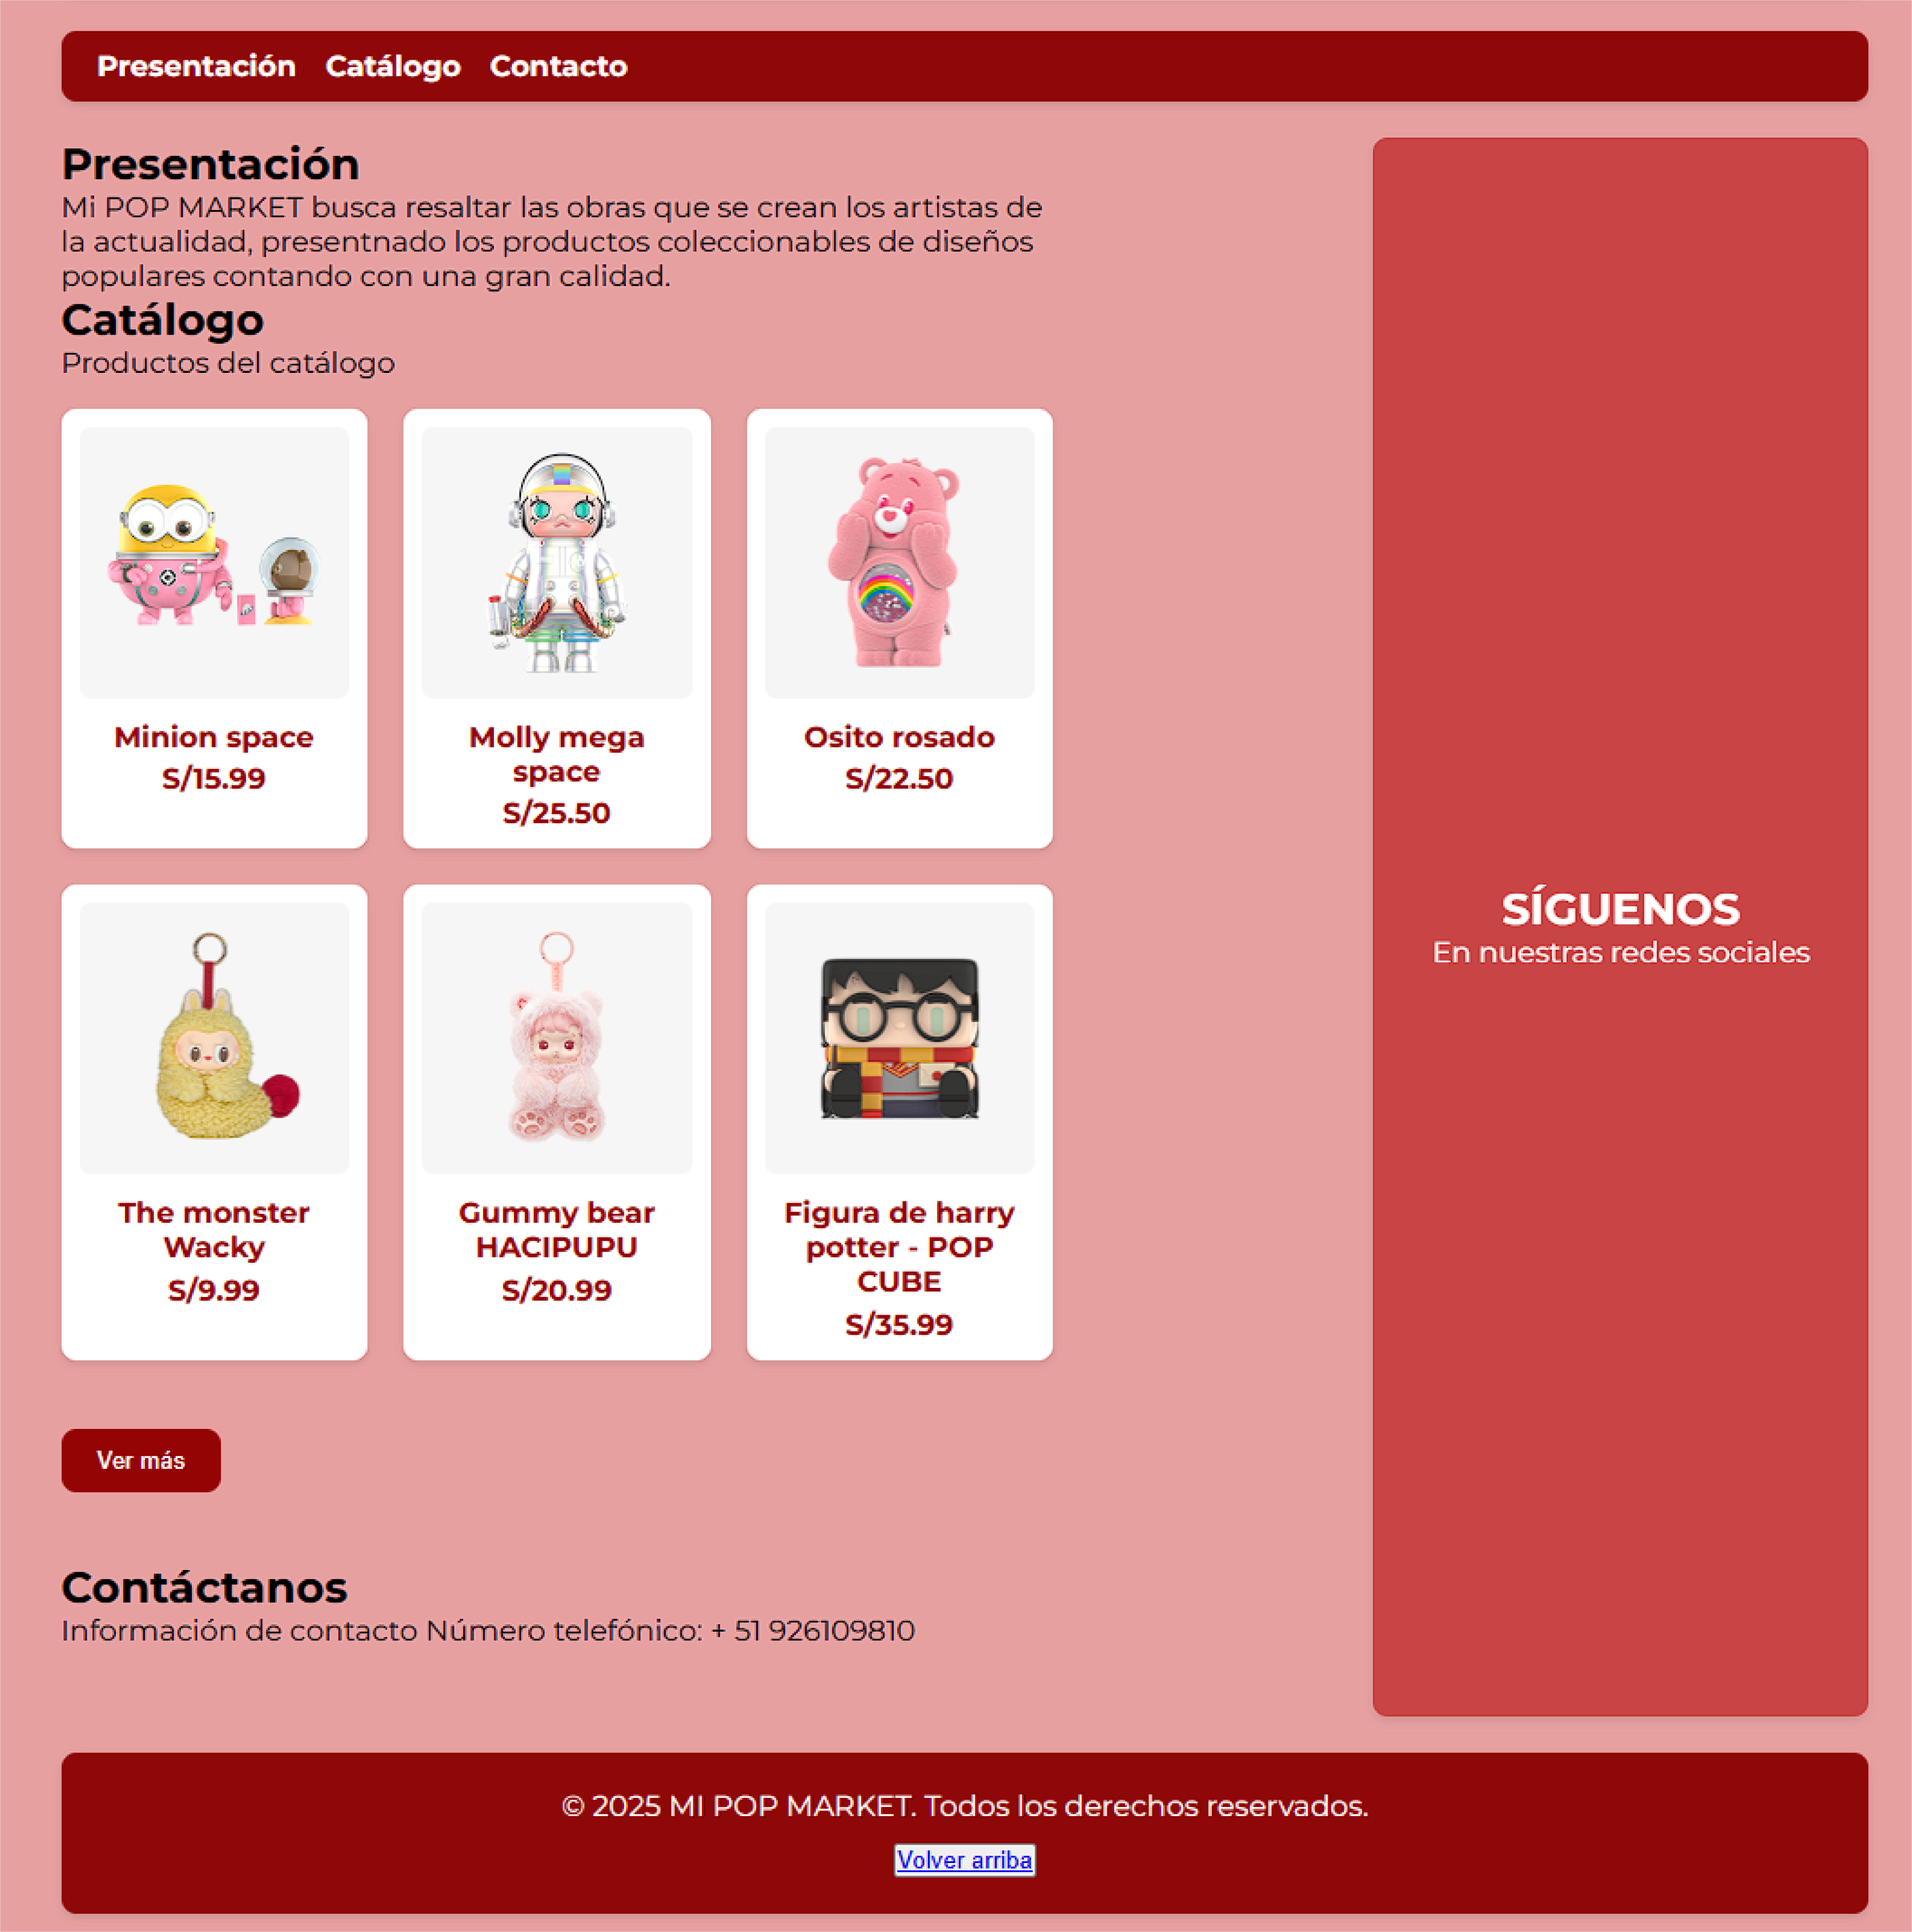 Presentación Catálogo Contacto
Presentación
Mi POP MARKET busca resaltar las obras que se crean los artistas de
la actualidad, presentnado los productos coleccionables de diseños
populares contando con una gran calidad.
Catálogo
Productos del catálogo
Minion space
S/15.99
Molly mega
space
S/25.50
Osito rosado
S/22.50
The monster
Wacky
S/9.99
Gummy bear
HACIPUPU
S/20.99
Figura de harry
potter - POP
CUBE
S/35.99
Ver más
Contáctanos
Información de contacto Número telefónico: + 51 926109810
SÍGUENOS
En nuestras redes sociales
© 2025 MI POP MARKET. Todos los derechos reservados.
Volver arriba